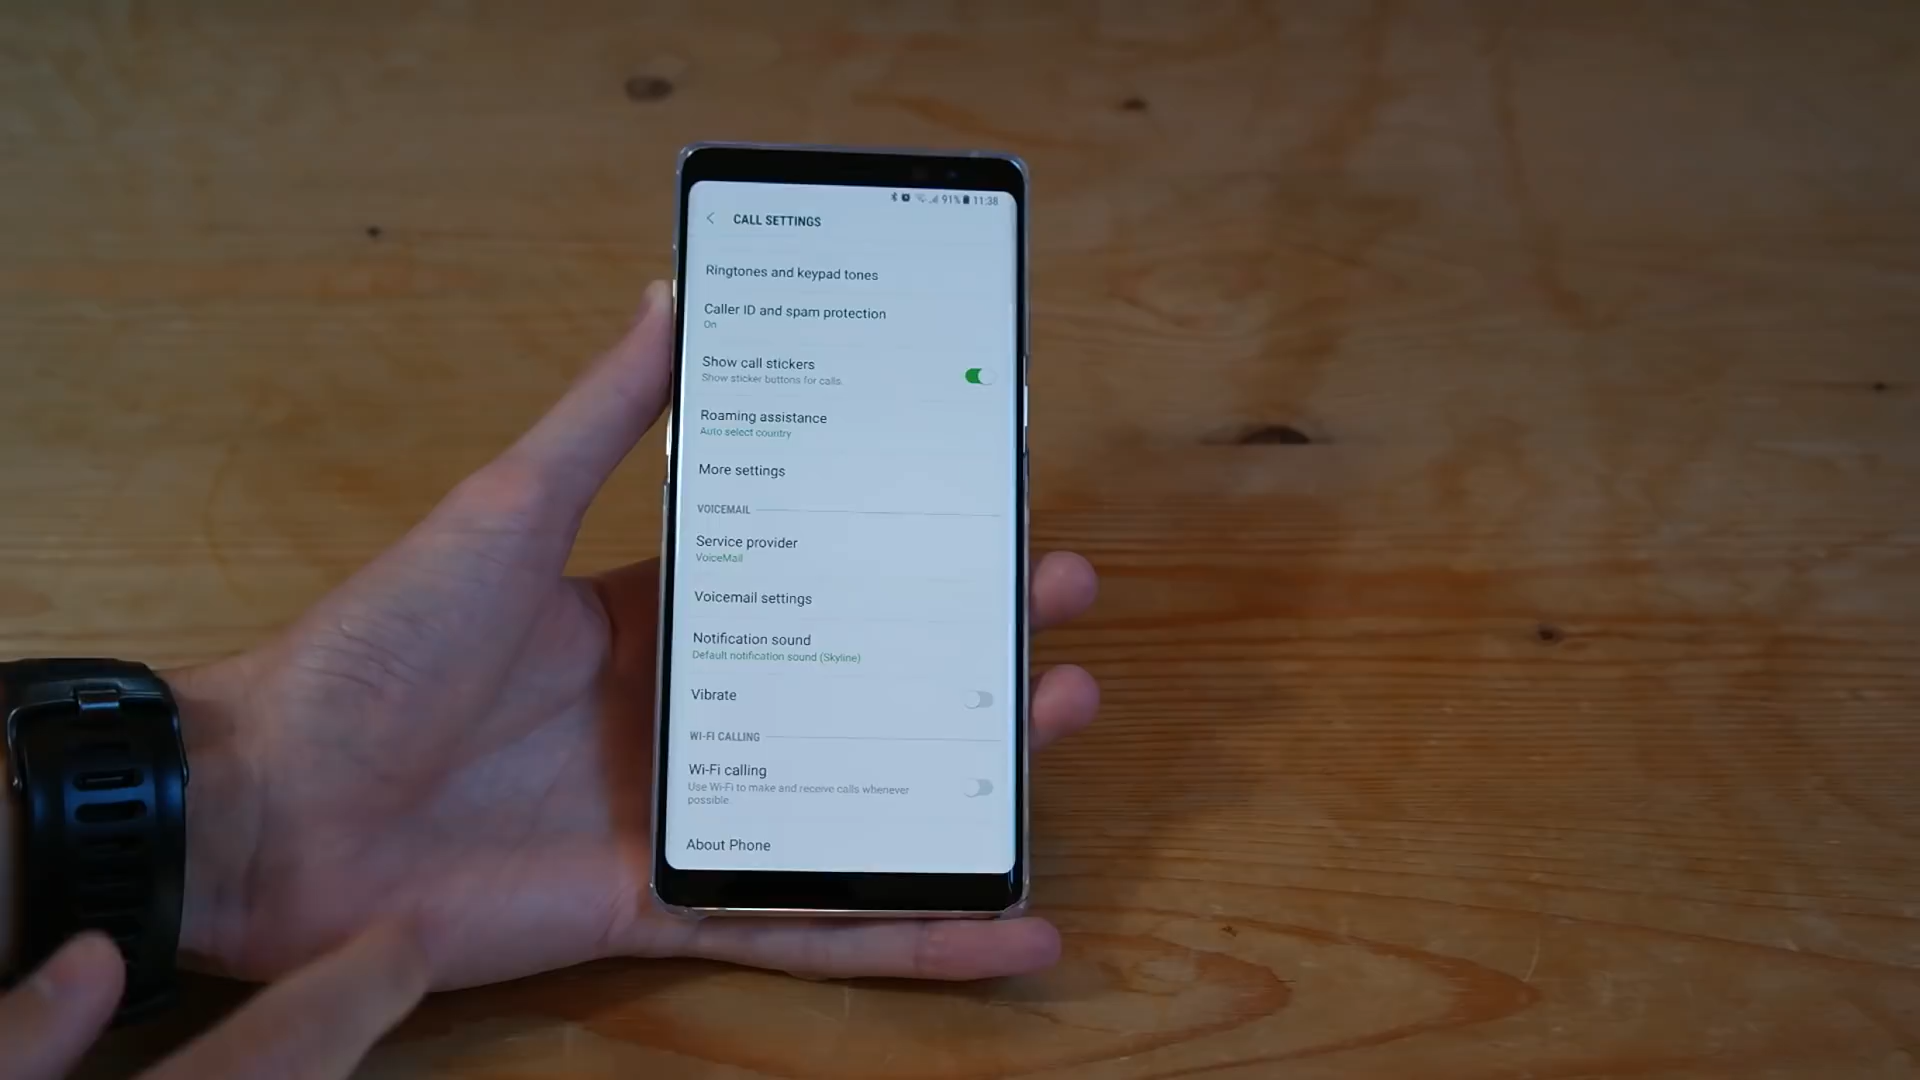 91% 11:38
CALL SETTINGS
Ringtones and keypad tones
Caller ID and spam protection
On
Show call stickers
Show sticker buttons for calls.
Roaming assistance
Auto select country
More settings
VOICEMAIL
Service provider
VoiceMail
Voicemail settings
Notification sound
Default notification sound (Skyline)
Vibrate
WI-FI CALLING
Wi-Fi calling
Use Wi-Fi to make and receive calls whenever
possible.
About Phone